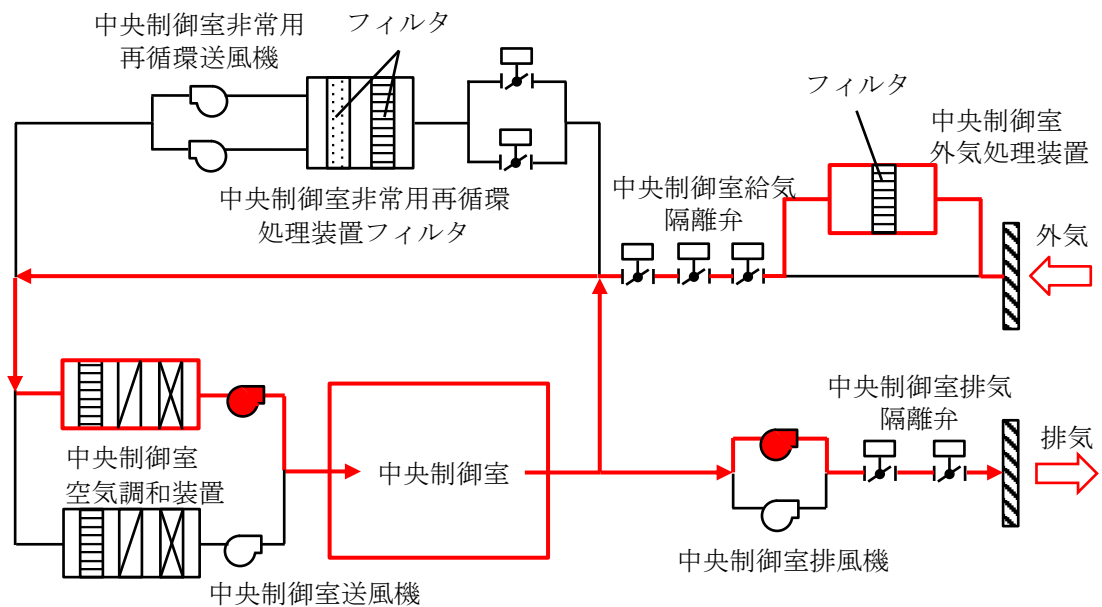 中央制御室非常用
再循環送風機
フィルタ
フィルタ
中央制御室
外気処理装置
中央制御室非常用再循環
処理装置フィルタ
中央制御室給気
隔離弁
外気
中央制御室
空気調和装置
中央制御室
中央制御室排気
隔離弁
排気
中央制御室送風機
中央制御室排風機